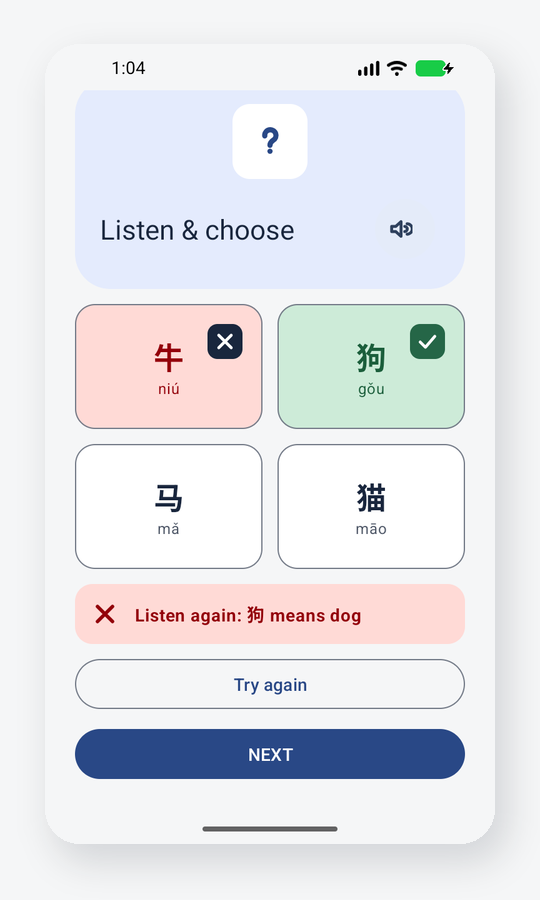 1:04
?
Listen & choose
牛
niú
狗
gǒu
马
mǎ
猫
māo
Listen again: 狗 means dog
Try again
NEXT